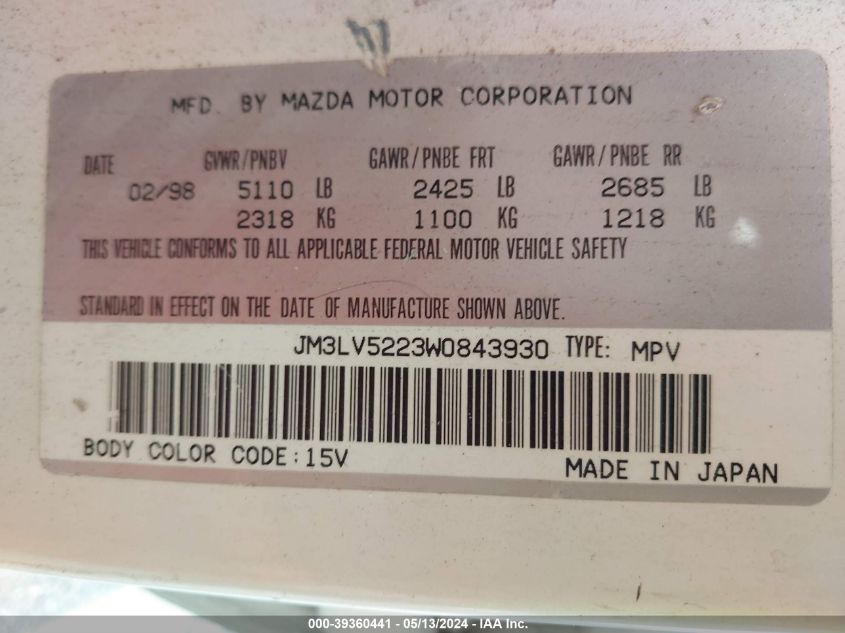 MFD. BY MAZDA MOTOR CORPORATION
DATE GVWR/PNBV GAWR/PNBE FRT GAWR/PNBE RR
02/98 5110 LB 2425 LB 2685 LB
2318 KG 1100 KG 1218 KG
THIS VEHICLE CONFORMS TO ALL APPLICABLE FEDERAL MOTOR VEHICLE SAFETY
STANDARD IN EFFECT ON THE DATE OF MANUFACTURE SHOWN ABOVE.
JM3LV5223W0843930 TYPE: MPV
BODY COLOR CODE:15V
MADE IN JAPAN
000-39360441 - 05/13/2024 - IAA Inc.